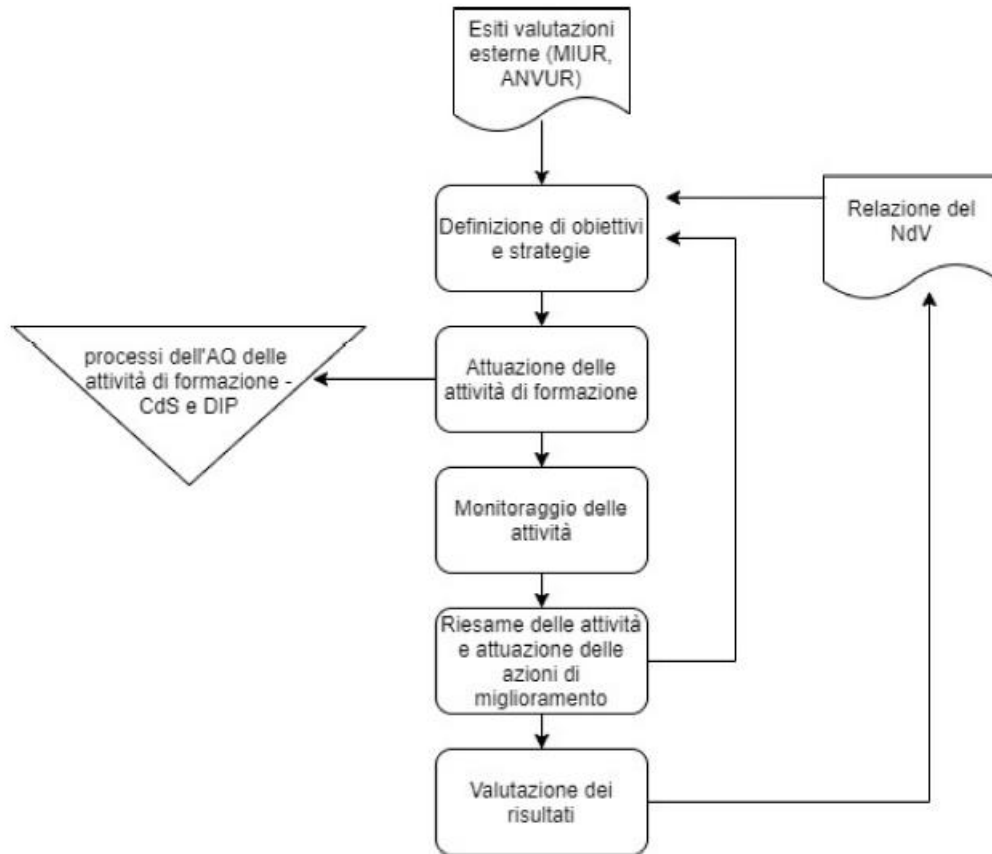 Esiti valutazioni
esterne (MIUR,
ANVUR)
Relazione del
NdV
Definizione di obiettivi
e strategie
processi dell'AQ delle
attività di formazione -
CdS e DIP
Attuazione delle
attività di formazione
Monitoraggio delle
attività
Riesame delle attività
e attuazione delle
azioni di
miglioramento
Valutazione dei
risultati